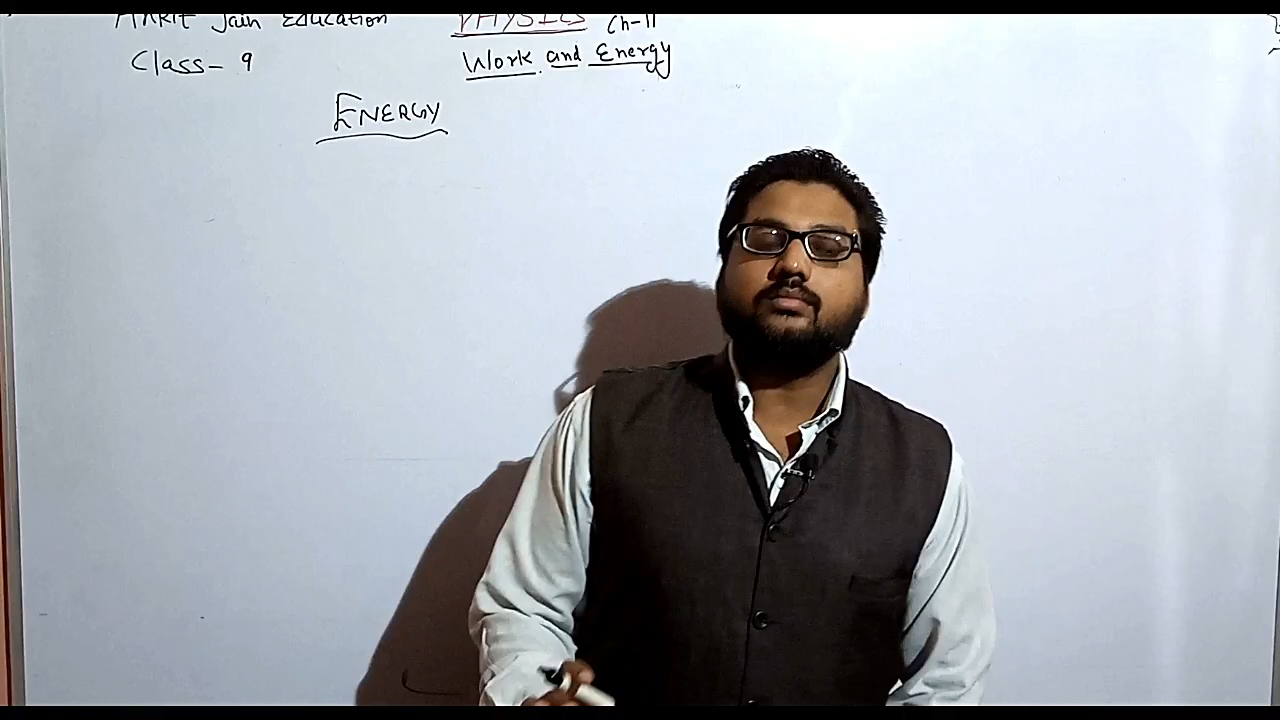 Ankit Jain Education PHYSICS Ch-11
Class- 9 Work and Energy
ENERGY